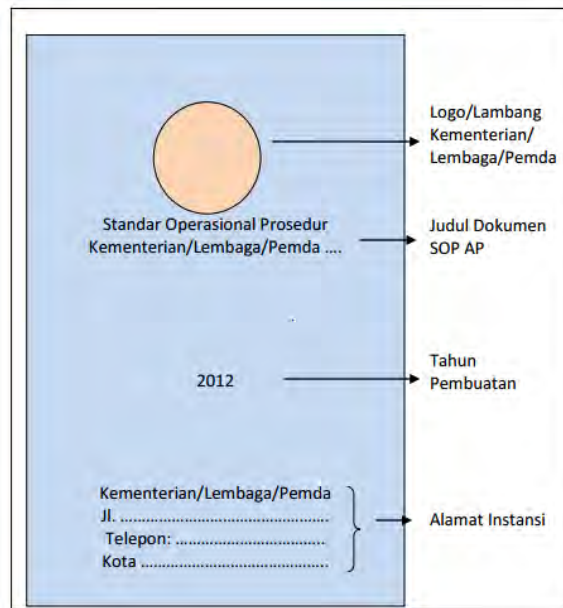 Logo/Lambang
Kementerian/
Lembaga/Pemda
Standar Operasional Prosedur
Kementerian/Lembaga/Pemda ....
Judul Dokumen
SOP AP
2012
Tahun
Pembuatan
Kementerian/Lembaga/Pemda
Jl. ................................................
Telepon: ...................................
Kota ...........................................
Alamat Instansi